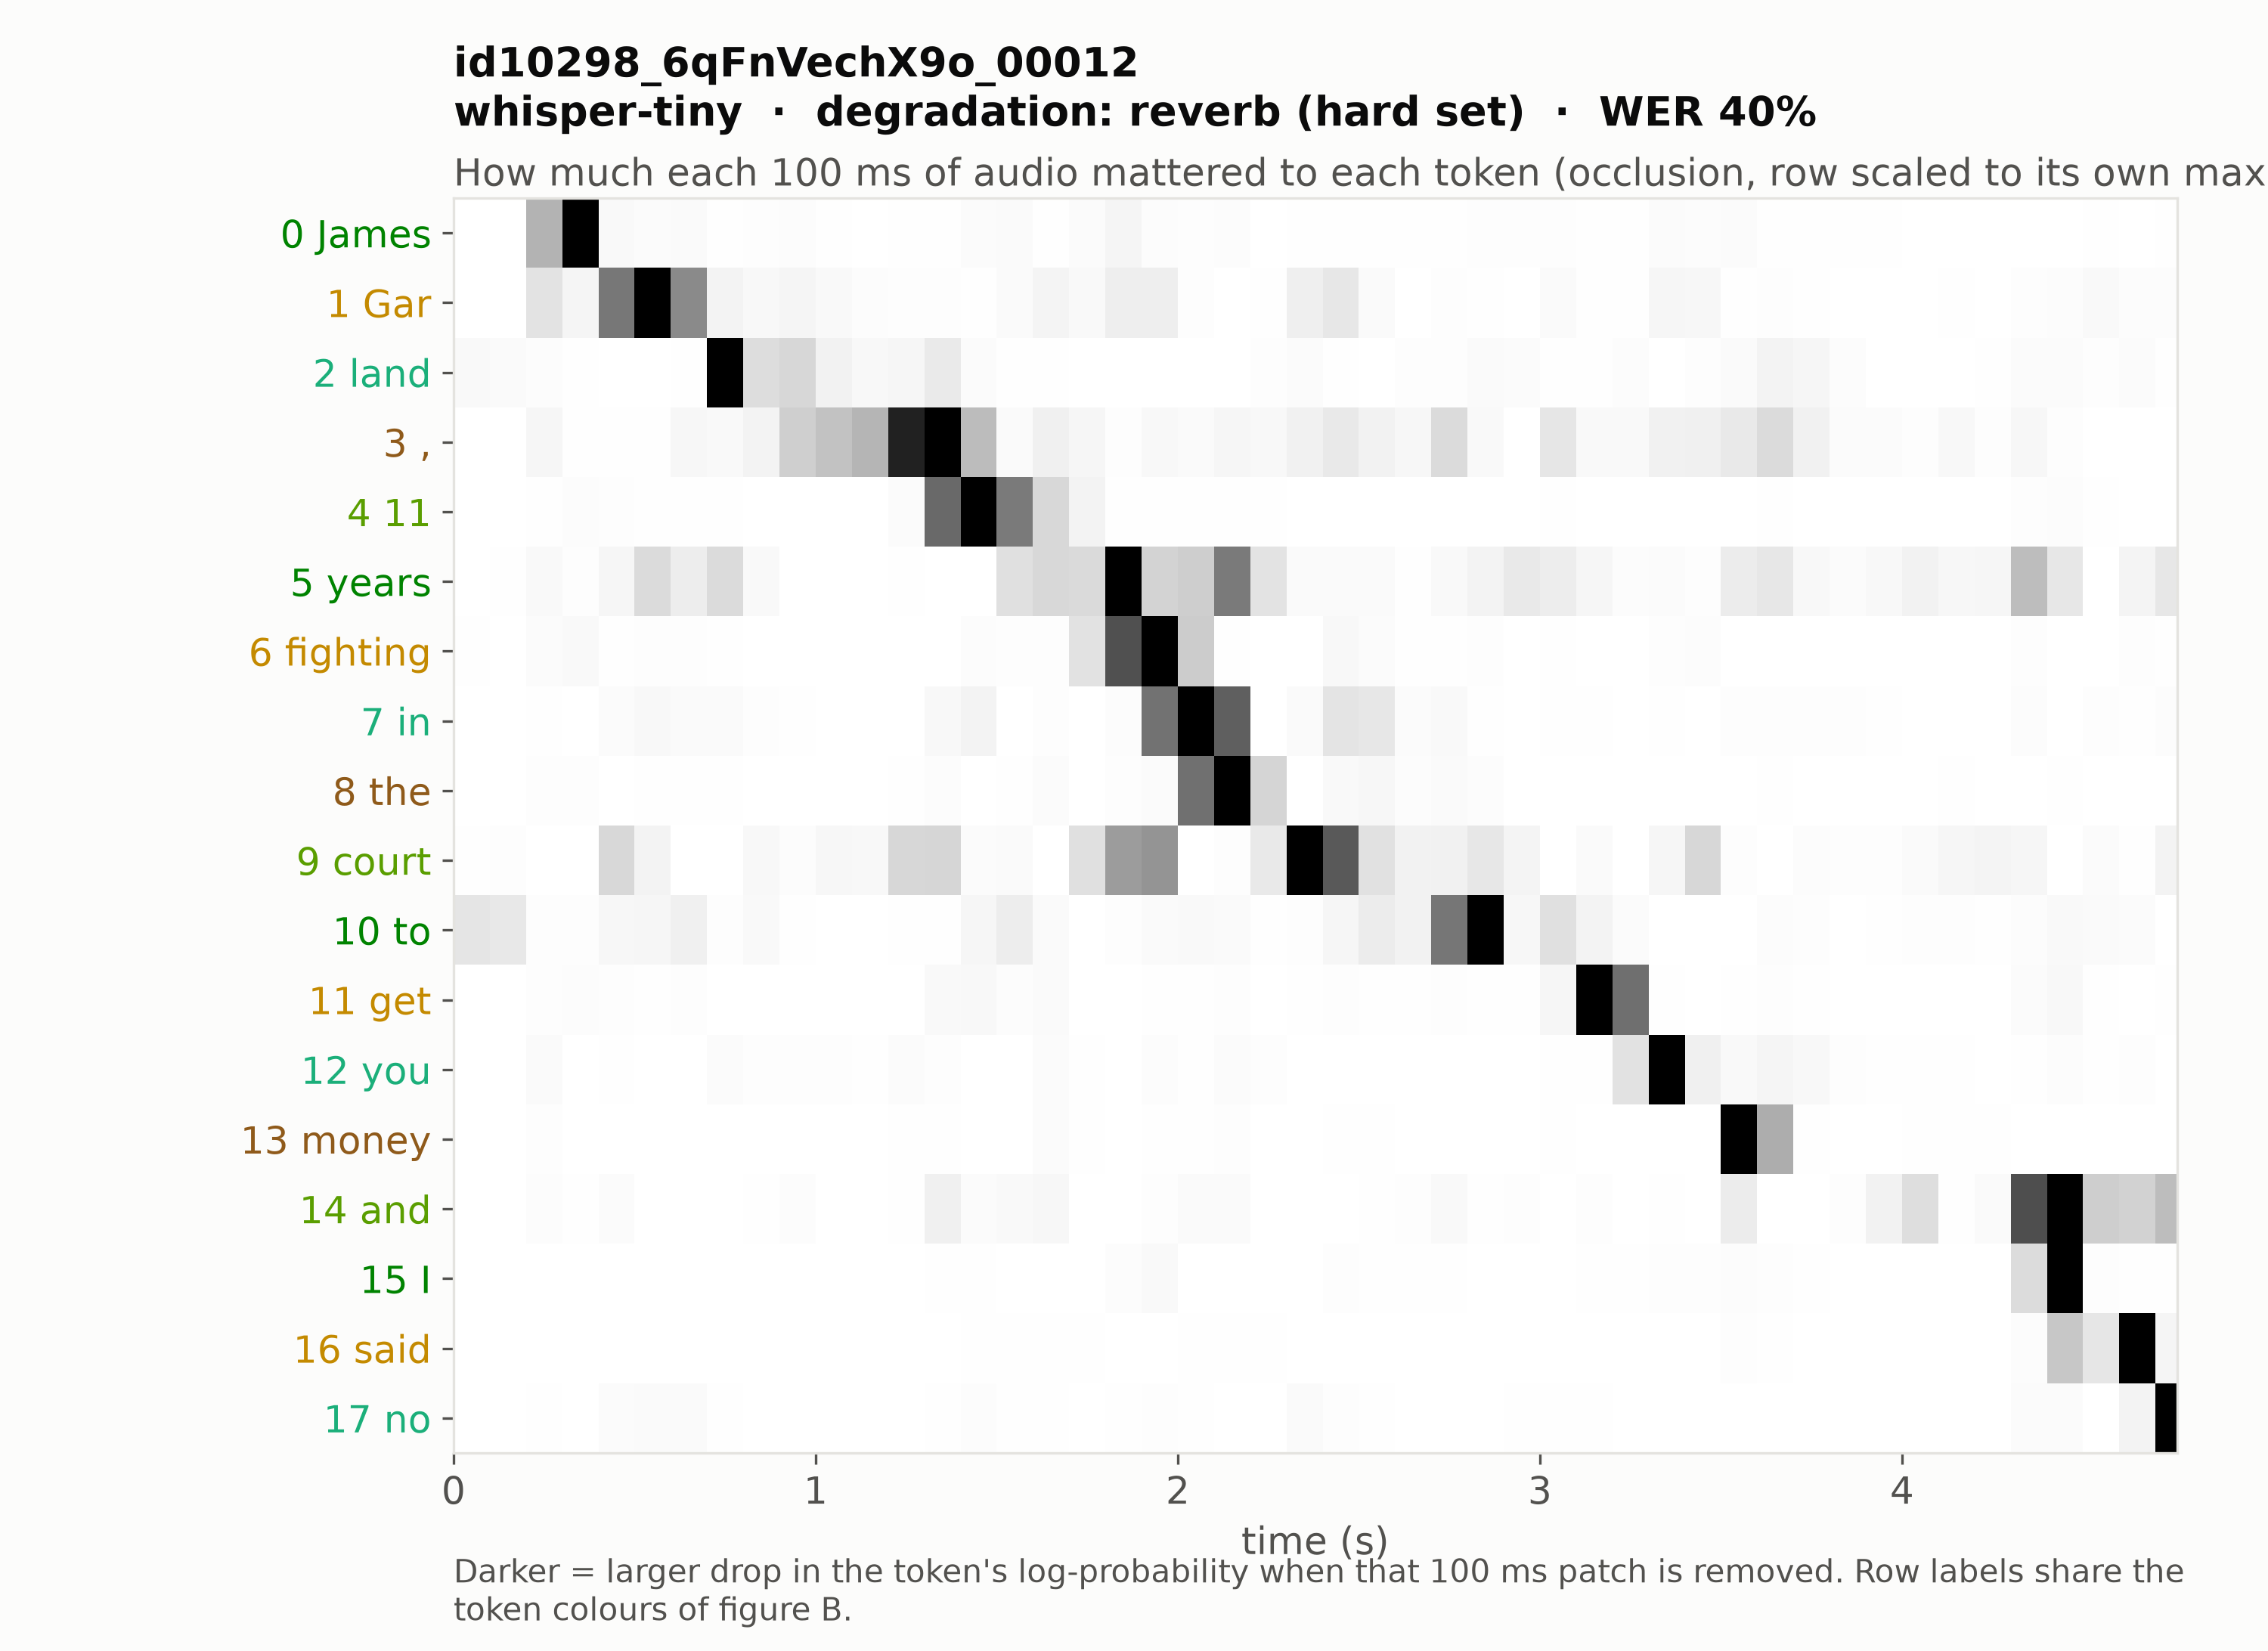 id10298_6qFnVechX9o_00012
whisper-tiny · degradation: reverb (hard set) · WER 40%
How much each 100 ms of audio mattered to each token (occlusion, row scaled to its own max
0 James
1 Gar
2 land
3 ,
4 11
5 years
6 fighting
7 in
8 the
9 court
10 to
11 get
12 you
13 money
14 and
15 I
16 said
17 no
0 1 2 3 4
time (s)
Darker = larger drop in the token's log-probability when that 100 ms patch is removed. Row labels share the
token colours of figure B.